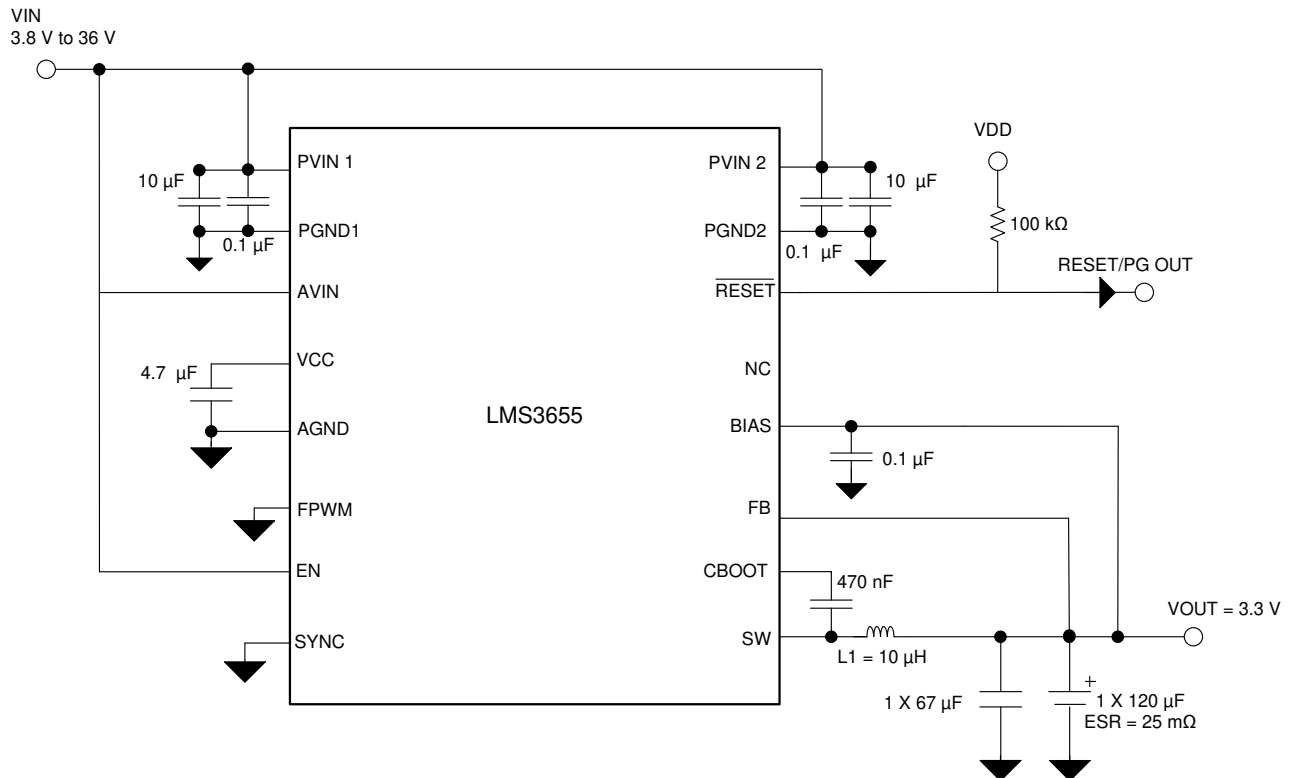 VIN
3.8 V to 36 V
VDD
PVIN 1
PVIN 2
10 µF
10 µF
100 kΩ
PGND1
PGND2
0.1 µF
0.1 µF
RESET/PG OUT
AVIN
RESET
VCC
NC
4.7 µF
LMS3655
AGND
BIAS
0.1 µF
FPWM
FB
EN
CBOOT
470 nF
VOUT = 3.3 V
SYNC
SW
L1 = 10 µH
+
1 X 67 µF
1 X 120 µF
ESR = 25 mΩ